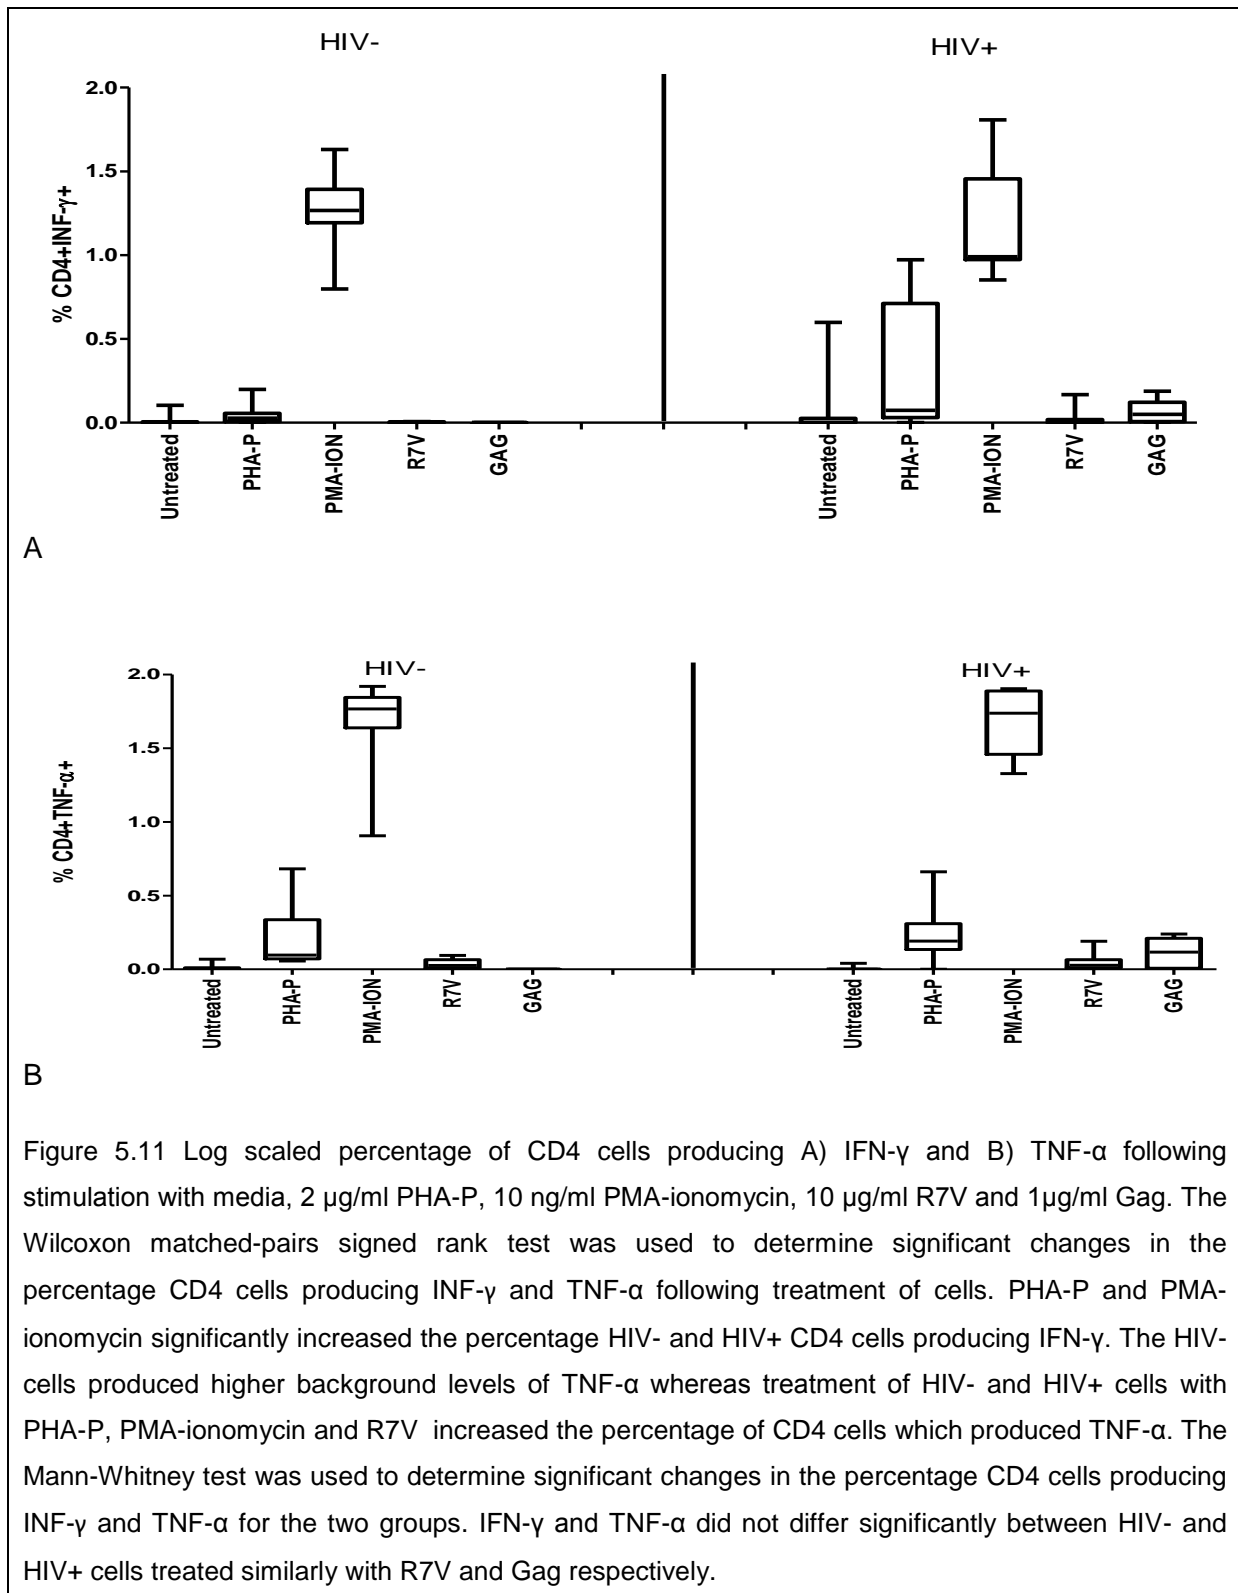 HIV-
HIV+
2.0
1.5
1.0
0.5
0.0
% CD4+INF-γ+
Untreated
PHA-P
PMA-ION
R7V
GAG
Untreated
PHA-P
PMA-ION
R7V
GAG
A
HIV-
HIV+
2.0
1.5
1.0
0.5
0.0
% CD4+TNF-α+
Untreated
PHA-P
PMA-ION
R7V
GAG
Untreated
PHA-P
PMA-ION
R7V
GAG
B
Figure 5.11 Log scaled percentage of CD4 cells producing A) IFN-γ and B) TNF-α following
stimulation with media, 2 µg/ml PHA-P, 10 ng/ml PMA-ionomycin, 10 µg/ml R7V and 1µg/ml Gag. The
Wilcoxon matched-pairs signed rank test was used to determine significant changes in the
percentage CD4 cells producing INF-γ and TNF-α following treatment of cells. PHA-P and PMA-
ionomycin significantly increased the percentage HIV- and HIV+ CD4 cells producing IFN-γ. The HIV-
cells produced higher background levels of TNF-α whereas treatment of HIV- and HIV+ cells with
PHA-P, PMA-ionomycin and R7V increased the percentage of CD4 cells which produced TNF-α. The
Mann-Whitney test was used to determine significant changes in the percentage CD4 cells producing
INF-γ and TNF-α for the two groups. IFN-γ and TNF-α did not differ significantly between HIV- and
HIV+ cells treated similarly with R7V and Gag respectively.